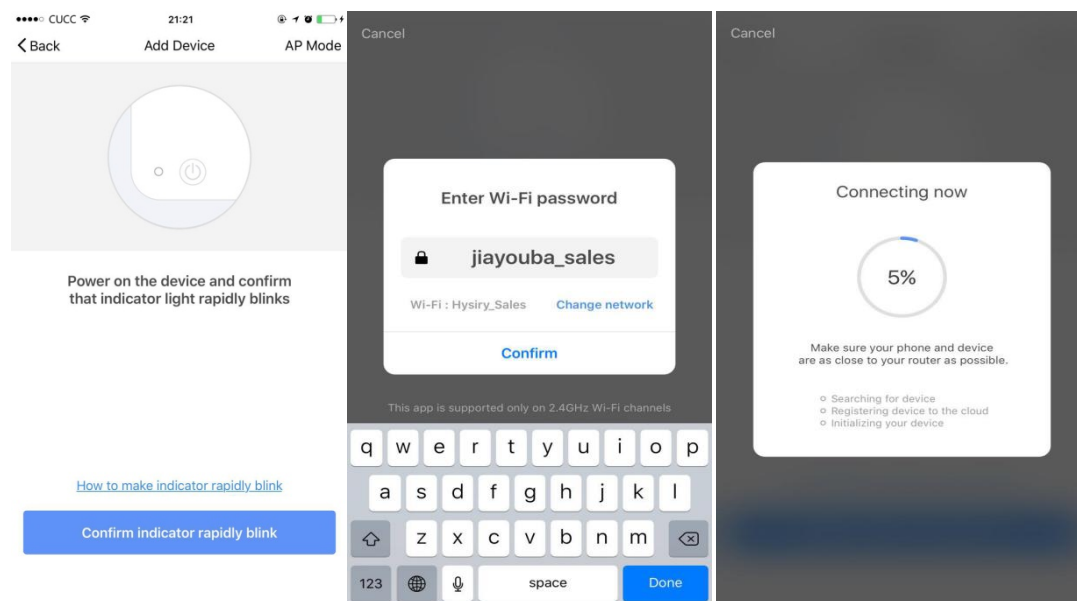 CUCC 21:21
Back Add Device AP Mode
Power on the device and confirm
that indicator light rapidly blinks
How to make indicator rapidly blink
Confirm indicator rapidly blink
Cancel
Enter Wi-Fi password
jiayouba_sales
Wi-Fi : Hysiry_Sales Change network
Confirm
This app is supported only on 2.4GHz Wi-Fi channels
q w e r t y u i o p
a s d f g h j k l
z x c v b n m
123 space Done
Cancel
Connecting now
5%
Make sure your phone and device
are as close to your router as possible.
Searching for device
Registering device to the cloud
Initializing your device